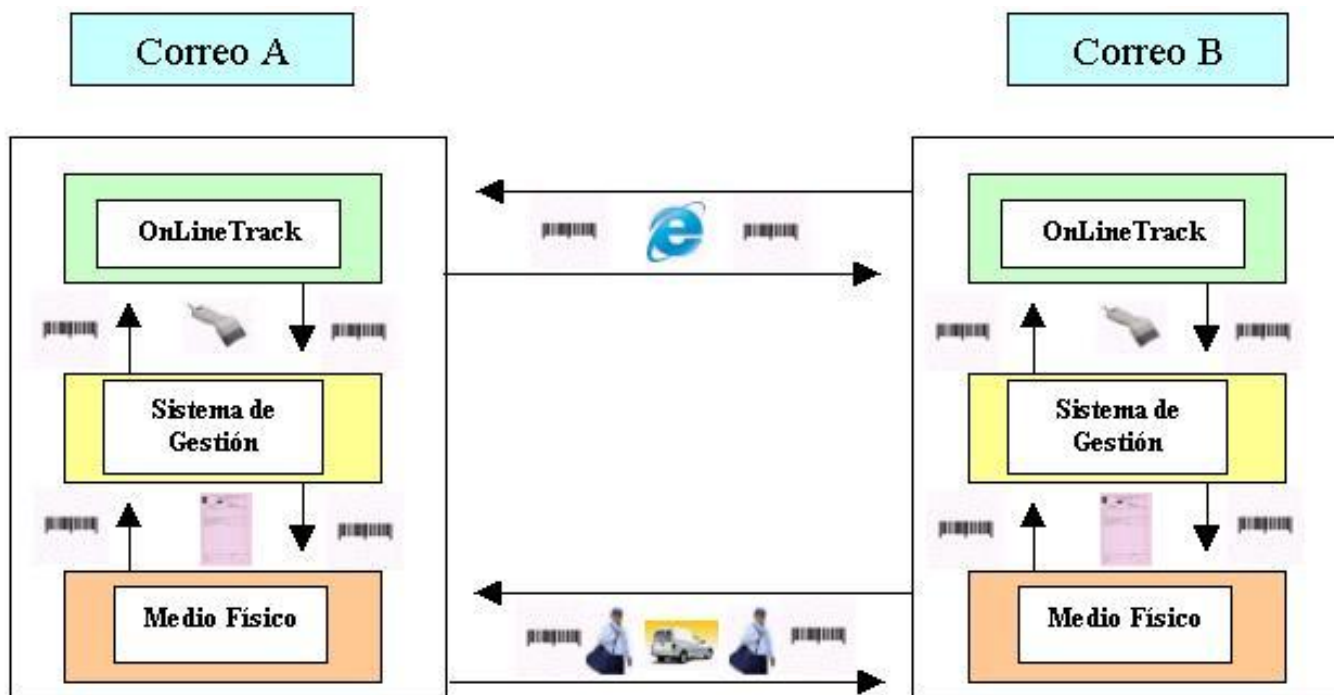 Correo A
Correo B
OnLineTrack
Sistema de
Gestión
Medio Físico
OnLineTrack
Sistema de
Gestión
Medio Físico